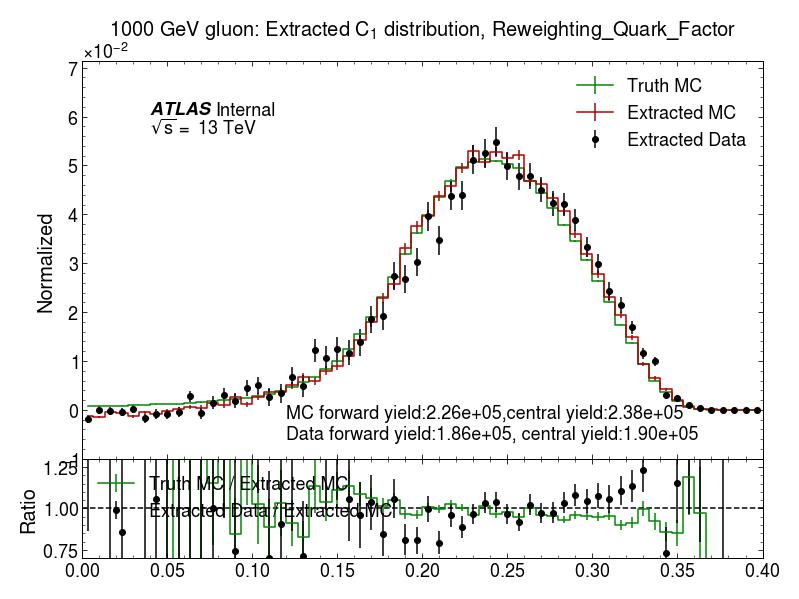 1000 GeV gluon: Extracted C₁ distribution, Reweighting_Quark_Factor
×10⁻²
7
6
5
4
3
2
1
0
1
Normalized
ATLAS Internal
√s = 13 TeV
Truth MC
Extracted MC
Extracted Data
MC forward yield:2.26e+05,central yield:2.38e+05
Data forward yield:1.86e+05, central yield:1.90e+05
1.25
1.00
0.75
Ratio
Truth MC / Extracted MC
Extracted Data / Extracted MC
0.00 0.05 0.10 0.15 0.20 0.25 0.30 0.35 0.40